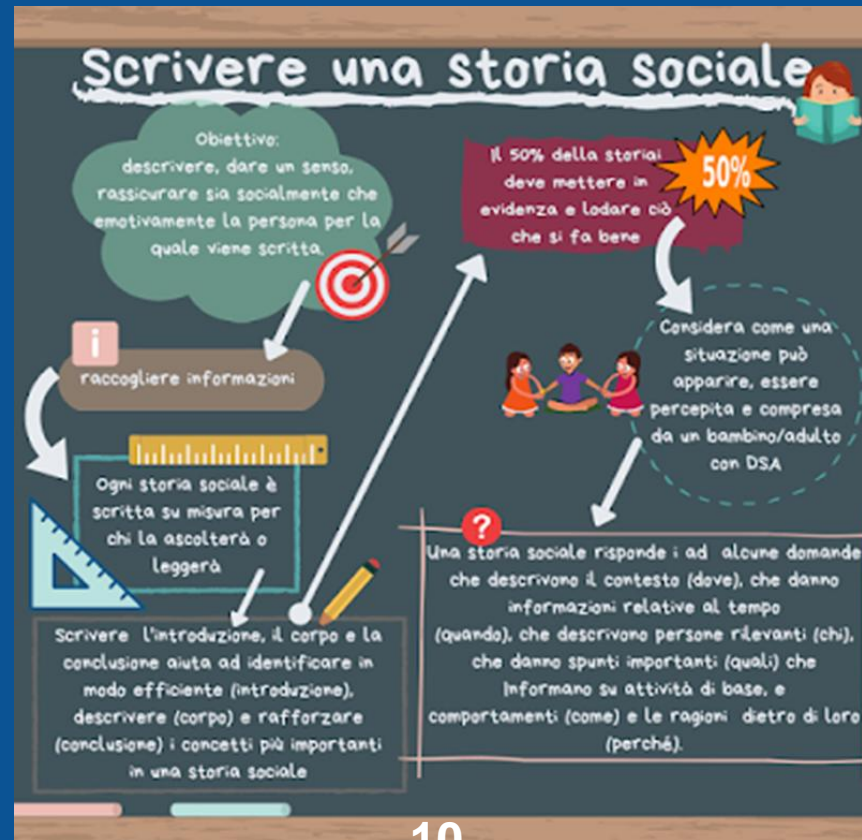 Scrivere una storia sociale
Obiettivo:
descrivere, dare un senso,
rassicurare sia socialmente che
emotivamente la persona per la
quale viene scritta.
i
raccogliere informazioni
Ogni storia sociale è
scritta su misura per
chi la ascolterà o
leggerà
Scrivere l'introduzione, il corpo e la
conclusione aiuta ad identificare in
modo efficiente (introduzione),
descrivere (corpo) e rafforzare
(conclusione) i concetti più importanti
in una storia sociale
Il 50% della storiai
deve mettere in
evidenza e lodare ciò
che si fa bene
50%
Considera come una
situazione può
apparire, essere
percepita e compresa
da un bambino/adulto
con DSA
?
Una storia sociale risponde i ad alcune domande
che descrivono il contesto (dove), che danno
informazioni relative al tempo
(quando), che descrivono persone rilevanti (chi),
che danno spunti importanti (quali) che
Informano su attività di base, e
comportamenti (come) e le ragioni dietro di loro
(perché).
10